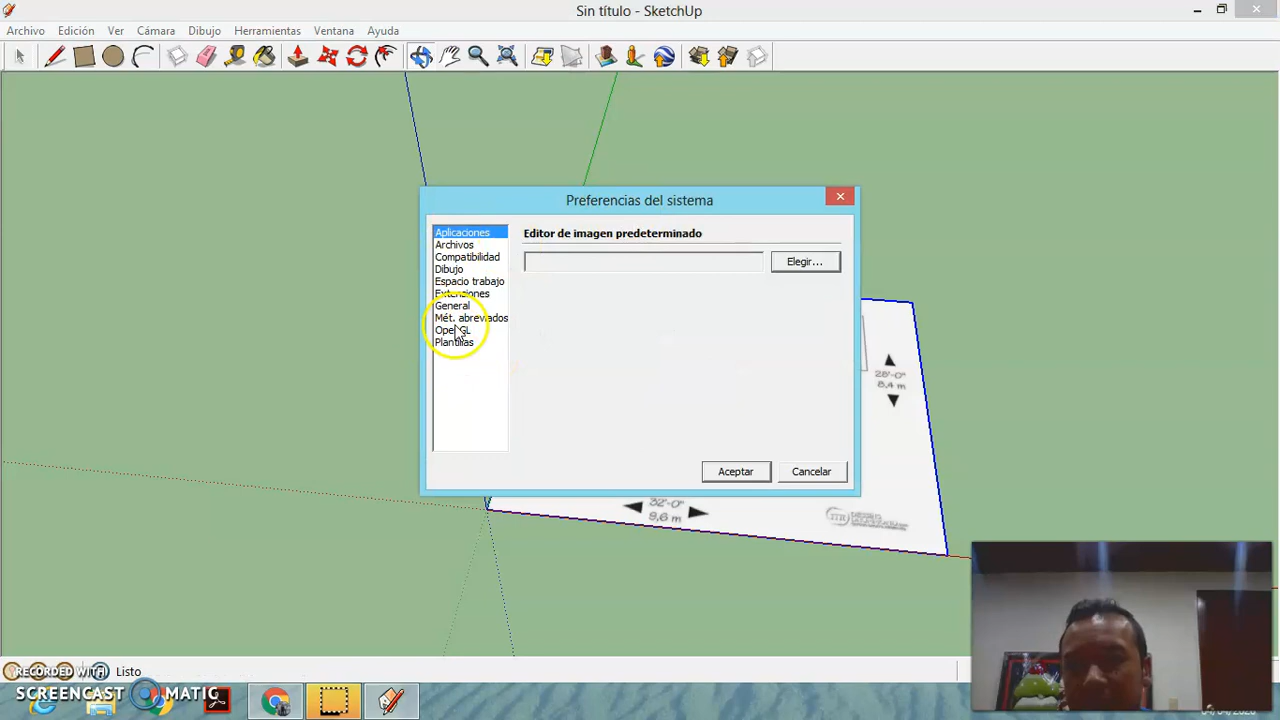 Sin título - SketchUp
Archivo Edición Ver Cámara Dibujo Herramientas Ventana Ayuda
Preferencias del sistema
Aplicaciones
Archivos
Compatibilidad
Dibujo
Espacio trabajo
Extensiones
General
Mét. abreviados
OpenGL
Plantillas
Editor de imagen predeterminado
Elegir...
Aceptar
Cancelar
28'-0"
8,4 m
32'-0"
9,6 m
Listo
RECORDED WITH
SCREENCAST MATIC